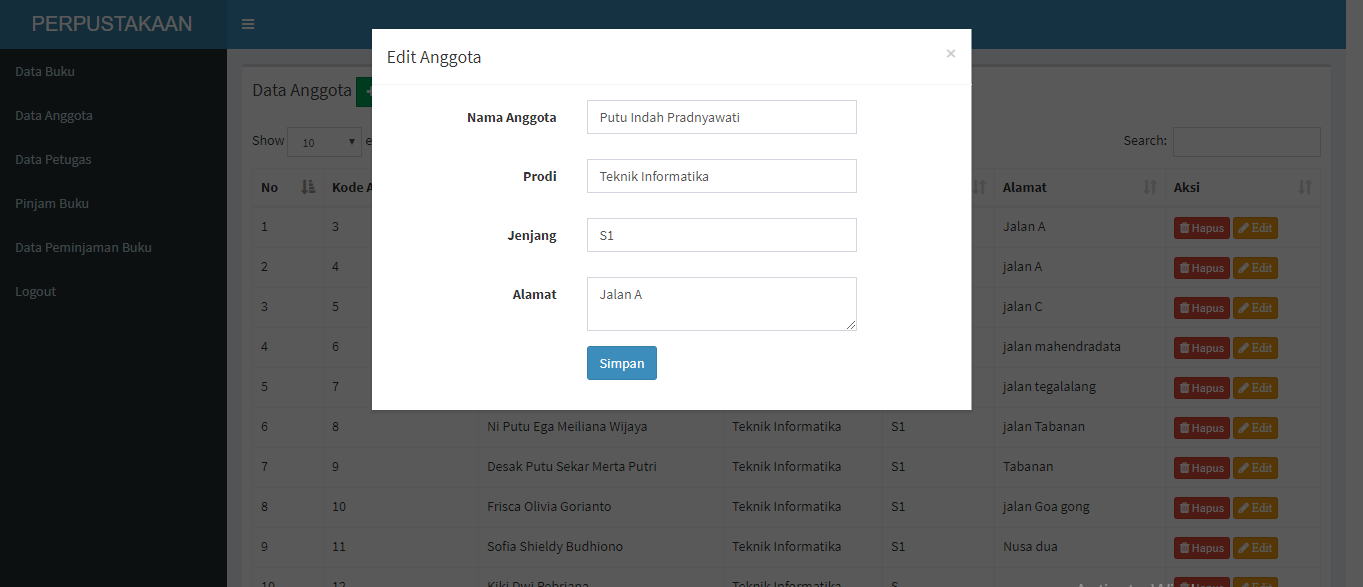 PERPUSTAKAAN
Data Buku
Data Anggota
Data Petugas
Pinjam Buku
Data Peminjaman Buku
Logout
Edit Anggota ×
Nama Anggota Putu Indah Pradnyawati
Prodi Teknik Informatika
Jenjang S1
Alamat Jalan A
Simpan
Data Anggota +
Show 10 e Search:
No Kode A Alamat Aksi
1 3 Jalan A Hapus Edit
2 4 jalan A Hapus Edit
3 5 jalan C Hapus Edit
4 6 jalan mahendradata Hapus Edit
5 7 jalan tegalalang Hapus Edit
6 8 Ni Putu Ega Meiliana Wijaya Teknik Informatika S1 jalan Tabanan Hapus Edit
7 9 Desak Putu Sekar Merta Putri Teknik Informatika S1 Tabanan Hapus Edit
8 10 Frisca Olivia Gorianto Teknik Informatika S1 jalan Goa gong Hapus Edit
9 11 Sofia Shieldy Budhiono Teknik Informatika S1 Nusa dua Hapus Edit
10 12 Kiki Dwi Teknik Informatika